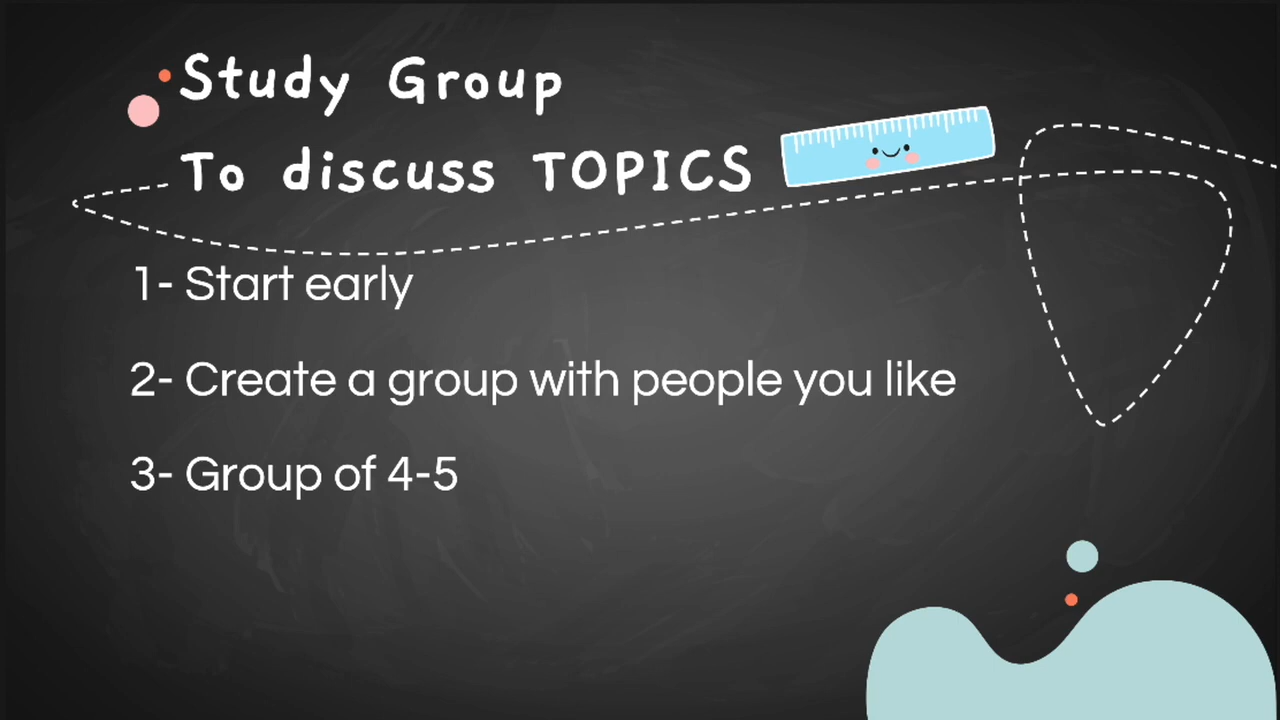 Study Group
To discuss TOPICS
1- Start early
2- Create a group with people you like
3- Group of 4-5